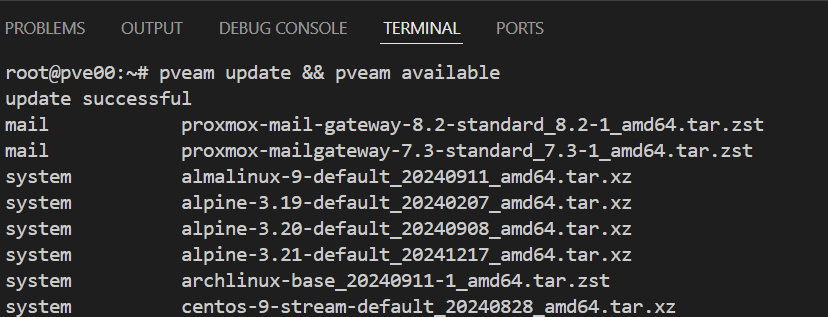 PROBLEMS OUTPUT DEBUG CONSOLE TERMINAL PORTS
root@pve00:~# pveam update && pveam available
update successful
mail proxmox-mail-gateway-8.2-standard_8.2-1_amd64.tar.zst
mail proxmox-mailgateway-7.3-standard_7.3-1_amd64.tar.zst
system almalinux-9-default_20240911_amd64.tar.xz
system alpine-3.19-default_20240207_amd64.tar.xz
system alpine-3.20-default_20240908_amd64.tar.xz
system alpine-3.21-default_20241217_amd64.tar.xz
system archlinux-base_20240911-1_amd64.tar.zst
system centos-9-stream-default_20240828_amd64.tar.xz